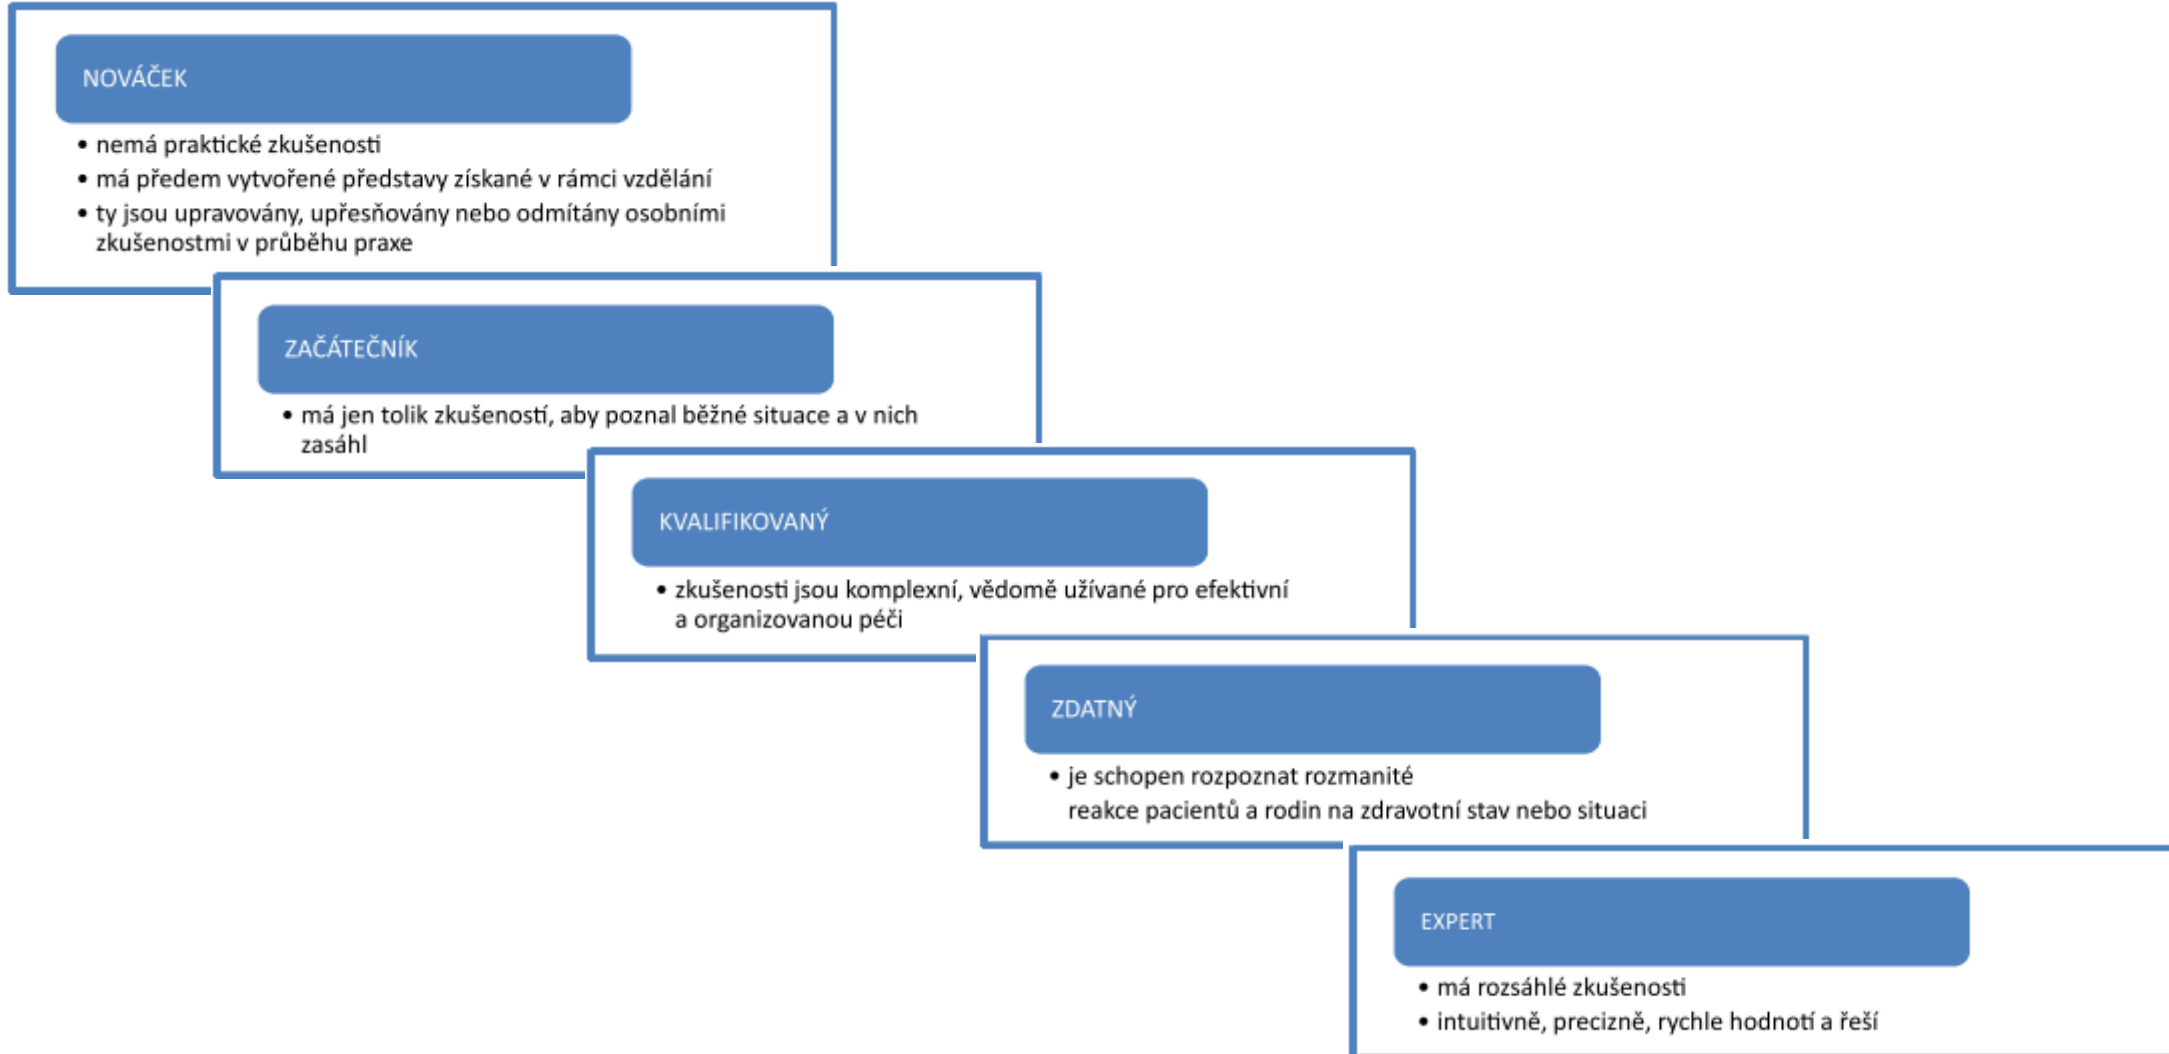 NOVÁČEK
• nemá praktické zkušenosti
• má předem vytvořené představy získané v rámci vzdělání
• ty jsou upravovány, upřesňovány nebo odmítány osobními
zkušenostmi v průběhu praxe
ZAČÁTEČNÍK
• má jen tolik zkušeností, aby poznal běžné situace a v nich
zasáhl
KVALIFIKOVANÝ
• zkušenosti jsou komplexní, vědomě užívané pro efektivní
a organizovanou péči
ZDATNÝ
• je schopen rozpoznat rozmanité
reakce pacientů a rodin na zdravotní stav nebo situaci
EXPERT
• má rozsáhlé zkušenosti
• intuitivně, precizně, rychle hodnotí a řeší